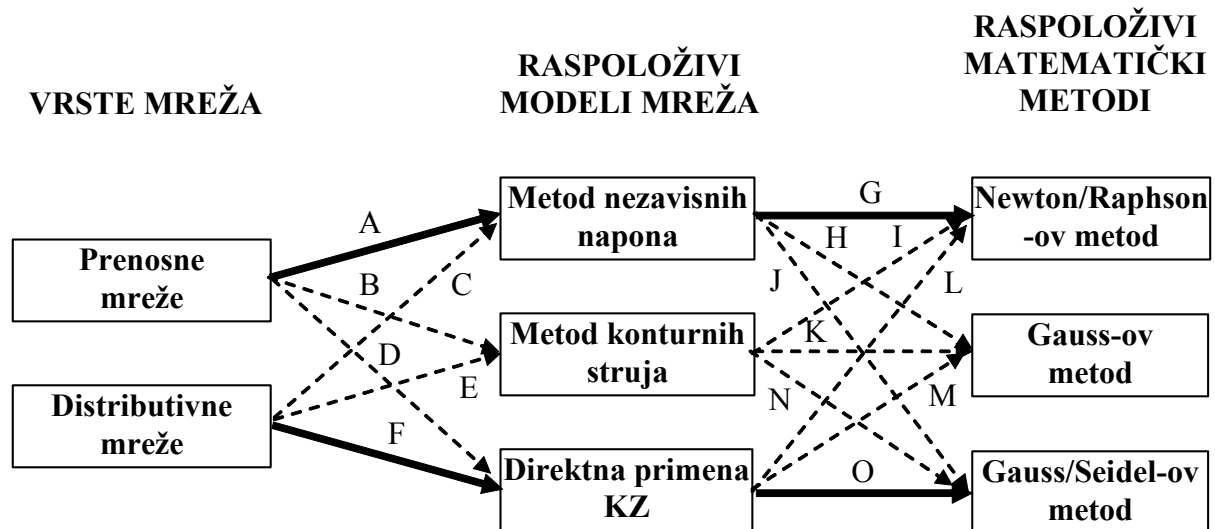 VRSTE MREŽA
RASPOLOŽIVI
MODELI MREŽA
RASPOLOŽIVI
MATEMATIČKI
METODI
Prenosne
mreže
Distributivne
mreže
A
B
C
D
E
F
Metod nezavisnih
napona
Metod konturnih
struja
Direktna primena
KZ
G
H
I
J
L
K
N
M
O
Newton/Raphson
-ov metod
Gauss-ov
metod
Gauss/Seidel-ov
metod